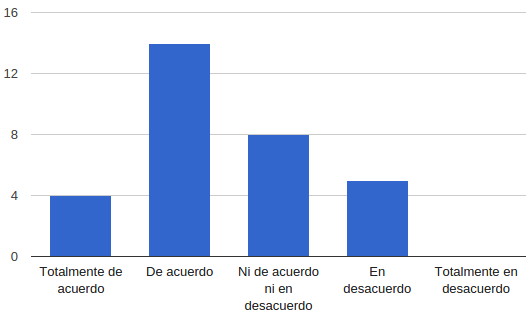 16
12
8
4
0
Totalmente de
acuerdo
De acuerdo
Ni de acuerdo
ni en
desacuerdo
En
desacuerdo
Totalmente en
desacuerdo